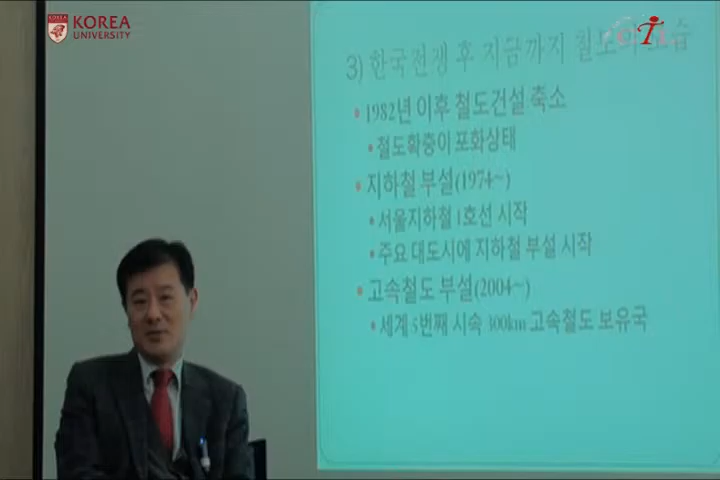 KOREA
UNIVERSITY
3) 한국전쟁 후 지금까지 철도의 모습
• 1982년 이후 철도건설 축소
• 철도확충이 포화상태
• 지하철 부설(1974~)
• 서울지하철 1호선 시작
• 주요 대도시에 지하철 부설 시작
• 고속철도 부설(2004~)
• 세계 5번째 시속 300km 고속철도 보유국